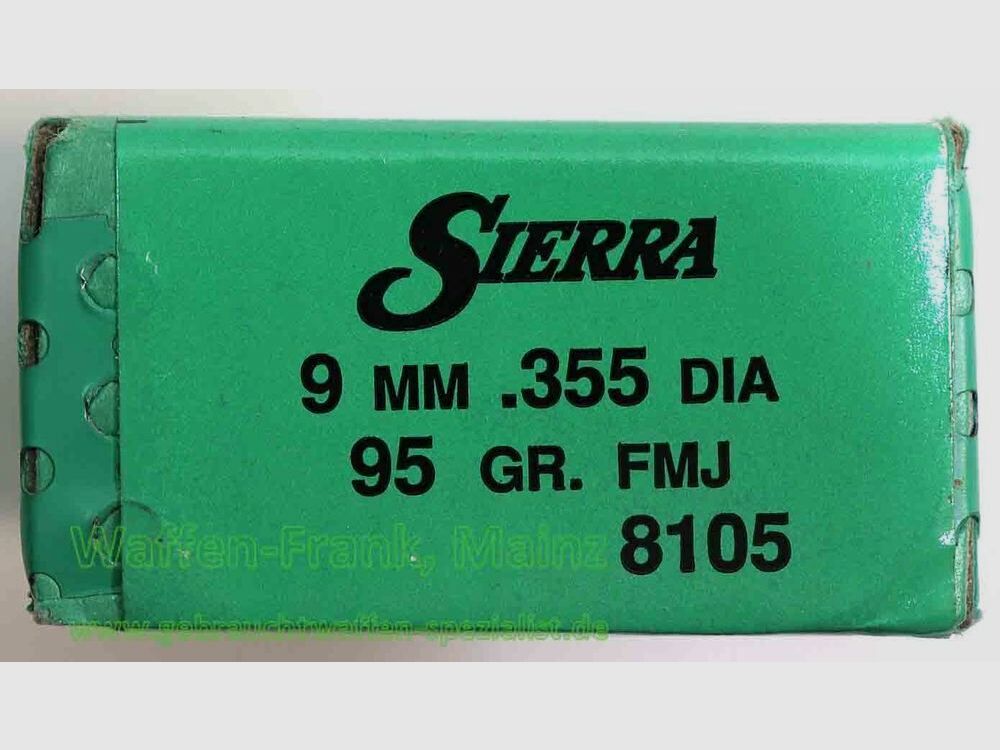 SIERRA
9 MM .355 DIA
95 GR. FMJ
8105
Waffen-Frank, Mainz
www.gebrauchtwaffen-spezialist.de